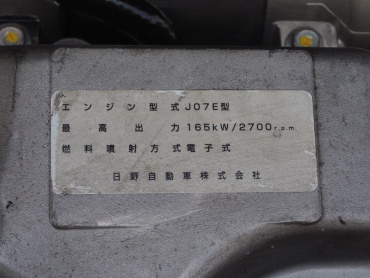 エンジン型式J07E型
最高出力165kW/2700r.p.m
燃料噴射方式電子式
日野自動車株式会社